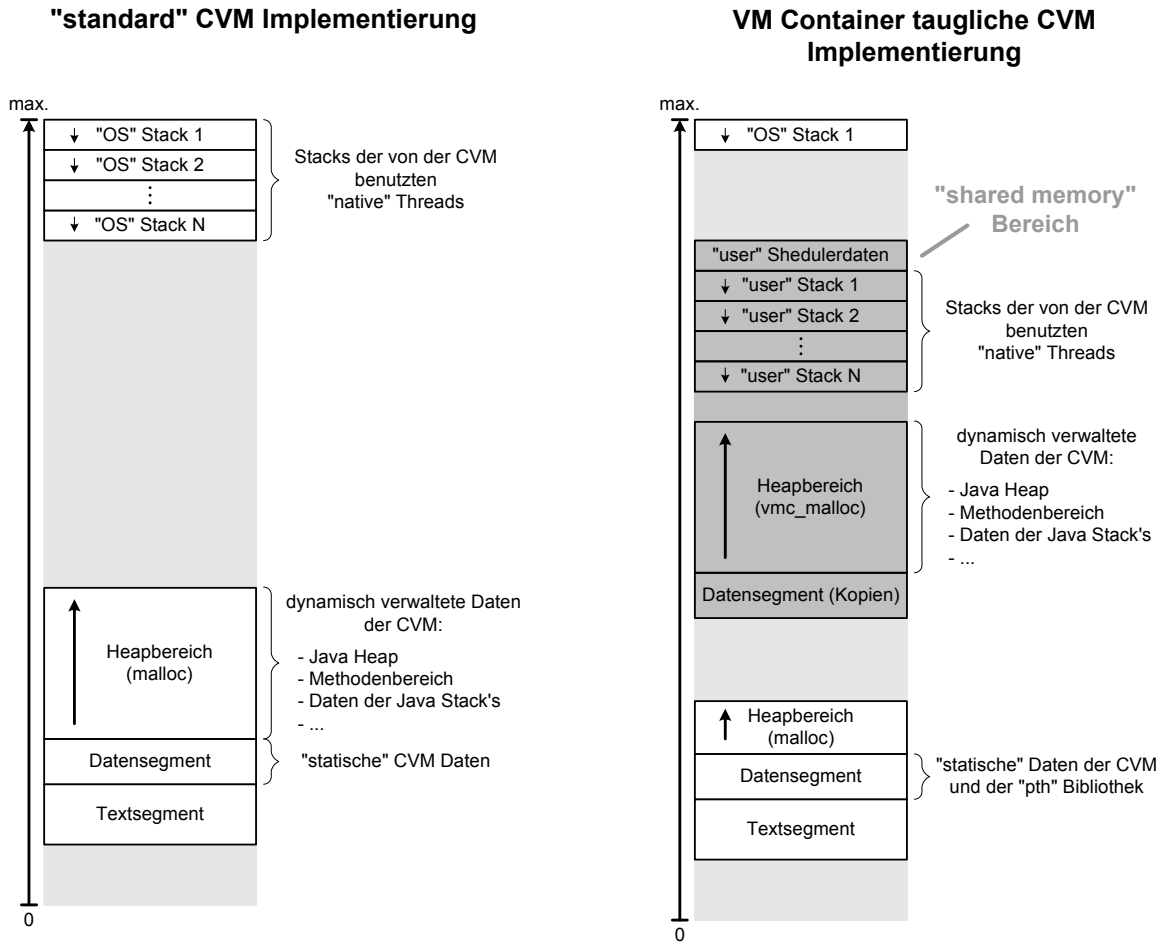 "standard" CVM Implementierung
max.
↓ "OS" Stack 1
↓ "OS" Stack 2
⋮
↓ "OS" Stack N
Stacks der von der CVM
benutzten
"native" Threads
Heapbereich
(malloc)
dynamisch verwaltete Daten
der CVM:
- Java Heap
- Methodenbereich
- Daten der Java Stack's
- ...
Datensegment
"statische" CVM Daten
Textsegment
0
VM Container taugliche CVM
Implementierung
max.
↓ "OS" Stack 1
"shared memory"
Bereich
"user" Shedulerdaten
↓ "user" Stack 1
↓ "user" Stack 2
⋮
↓ "user" Stack N
Stacks der von der CVM
benutzten
"native" Threads
Heapbereich
(vmc_malloc)
dynamisch verwaltete
Daten der CVM:
- Java Heap
- Methodenbereich
- Daten der Java Stack's
- ...
Datensegment (Kopien)
Heapbereich
(malloc)
Datensegment
"statische" Daten der CVM
und der "pth" Bibliothek
Textsegment
0